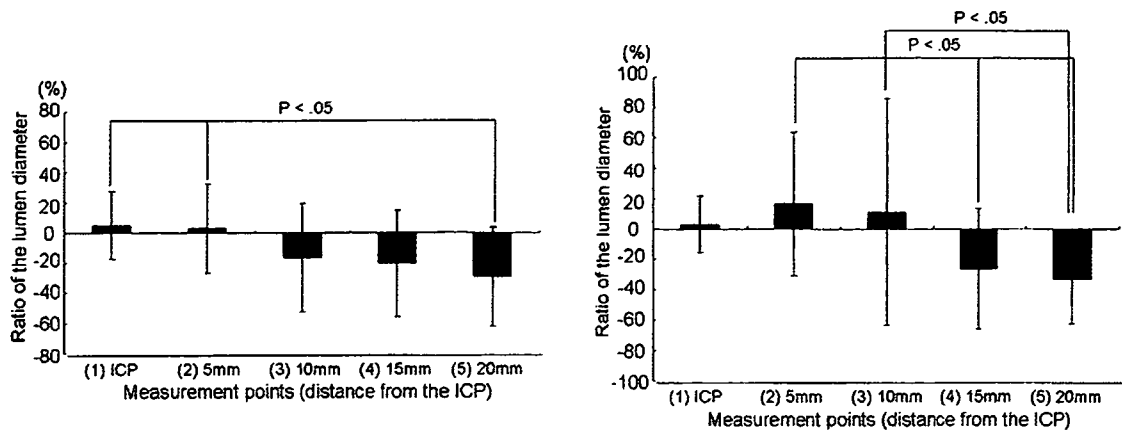 (%)
80
60
40
20
0
-20
-40
-60
-80
Ratio of the lumen diameter
P < .05
(1) ICP (2) 5mm (3) 10mm (4) 15mm (5) 20mm
Measurement points (distance from the ICP)
(%)
100
80
60
40
20
0
-20
-40
-60
-80
-100
Ratio of the lumen diameter
P < .05
P < .05
(1) ICP (2) 5mm (3) 10mm (4) 15mm (5) 20mm
Measurement points (distance from the ICP)